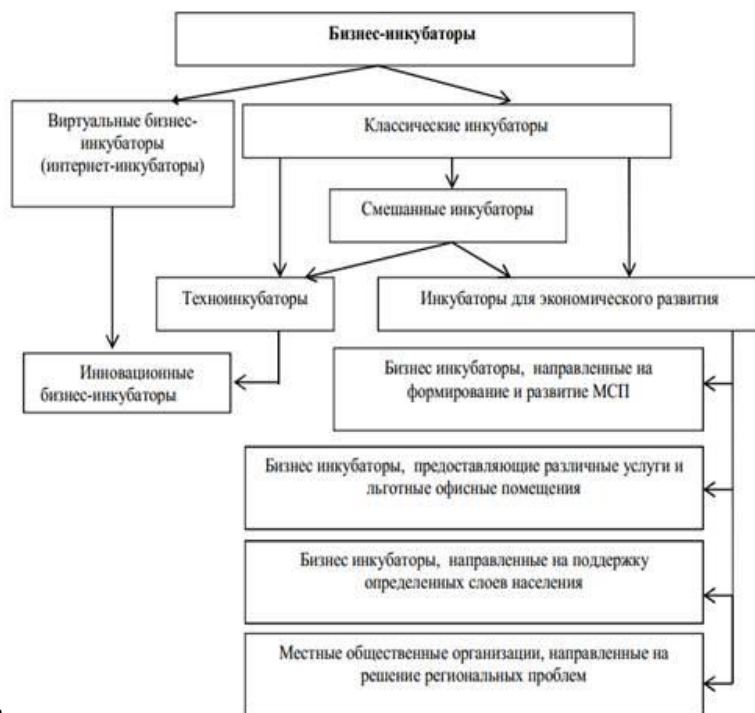 Бизнес-инкубаторы
Виртуальные бизнес-
инкубаторы
(интернет-инкубаторы)
Классические инкубаторы
Смешанные инкубаторы
Техноинкубаторы
Инкубаторы для экономического развития
Инновационные
бизнес-инкубаторы
Бизнес инкубаторы, направленные на
формирование и развитие МСП
Бизнес инкубаторы, предоставляющие различные услуги и
льготные офисные помещения
Бизнес инкубаторы, направленные на поддержку
определенных слоев населения
Местные общественные организации, направленные на
решение региональных проблем